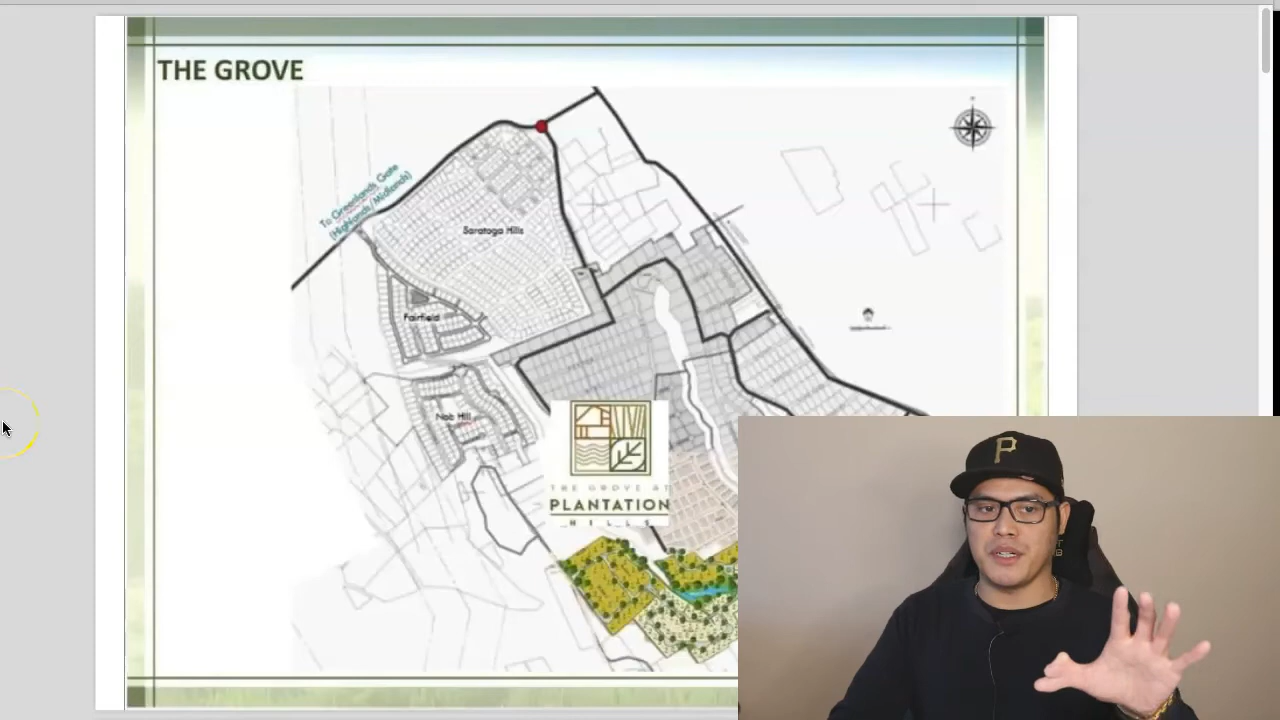 THE GROVE
To Greenlands Gate
(Highlands/Midlands)
Saratoga Hills
Fairfield
Nob Hill
THE GROVE AT
PLANTATION
HILLS
P